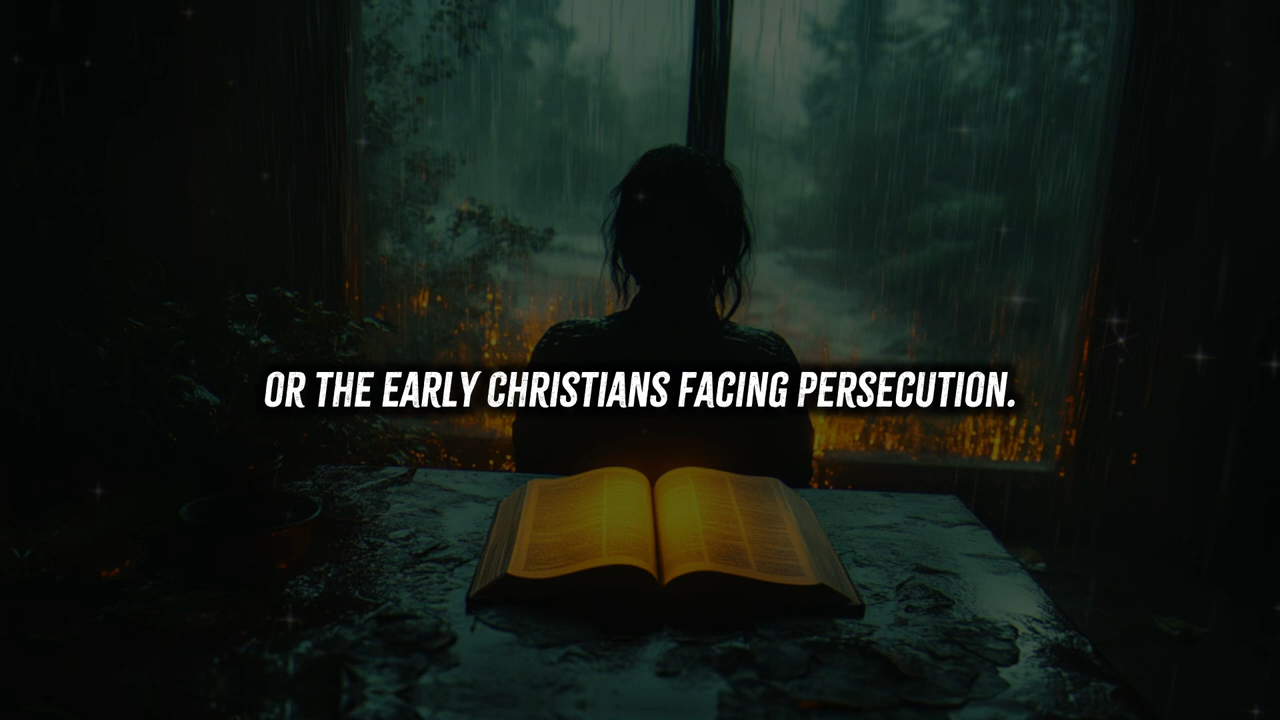 OR THE EARLY CHRISTIANS FACING PERSECUTION.